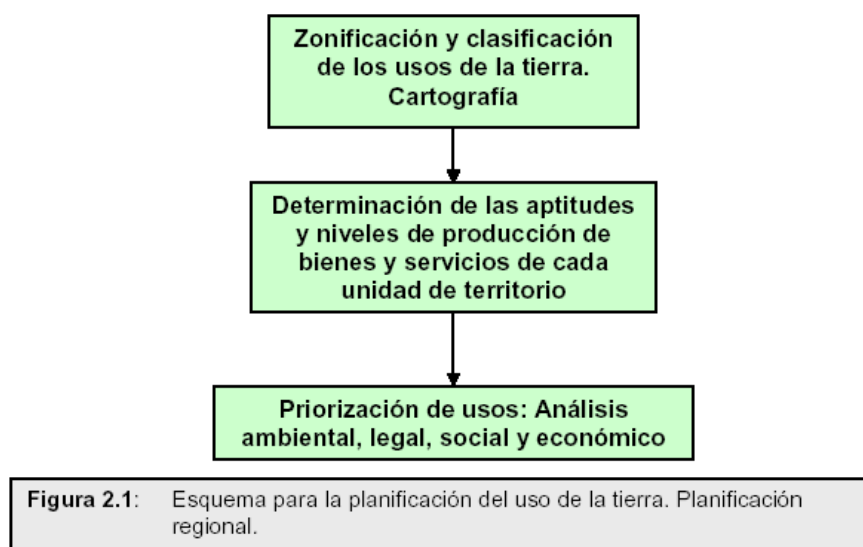 Zonificación y clasificación
de los usos de la tierra.
Cartografía
Determinación de las aptitudes
y niveles de producción de
bienes y servicios de cada
unidad de territorio
Priorización de usos: Análisis
ambiental, legal, social y económico
Figura 2.1: Esquema para la planificación del uso de la tierra. Planificación
regional.